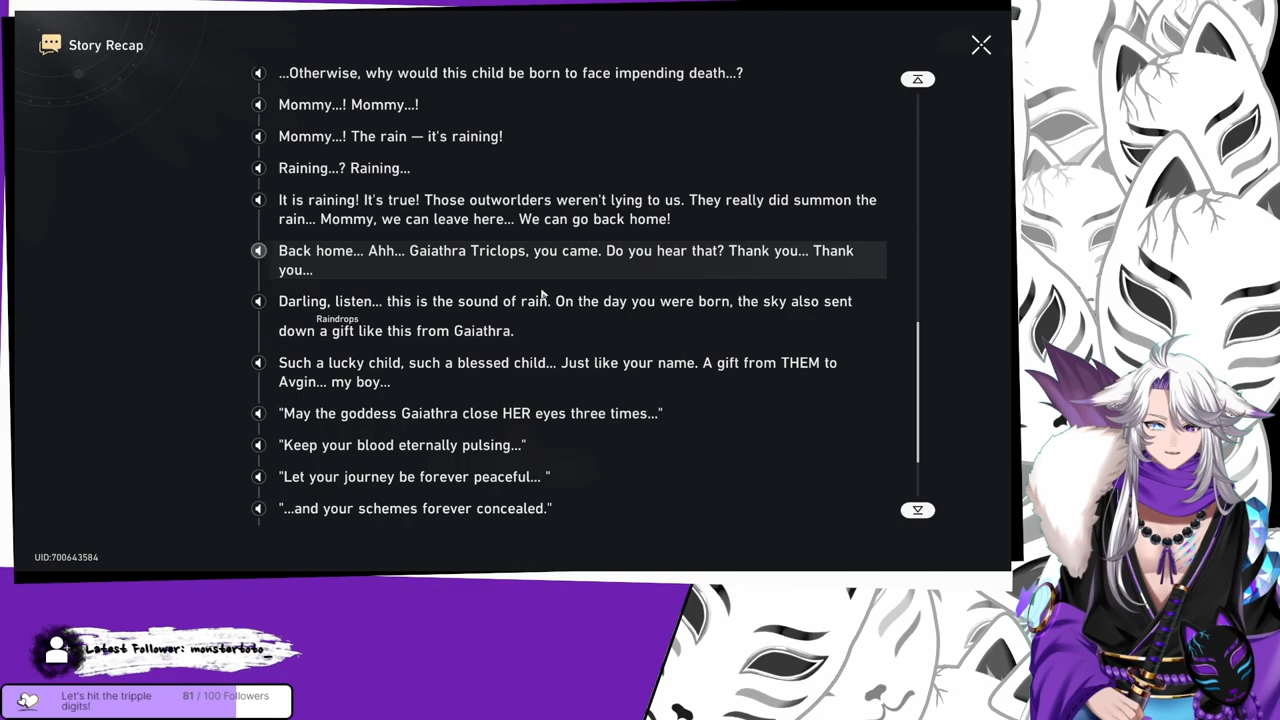 Story Recap
...Otherwise, why would this child be born to face impending death...?
Mommy...! Mommy...!
Mommy...! The rain — it's raining!
Raining...? Raining...
It is raining! It's true! Those outworlders weren't lying to us. They really did summon the
rain... Mommy, we can leave here... We can go back home!
Back home... Ahh... Gaiathra Triclops, you came. Do you hear that? Thank you... Thank
you...
Darling, listen... this is the sound of rain. On the day you were born, the sky also sent
Raindrops
down a gift like this from Gaiathra.
Such a lucky child, such a blessed child... Just like your name. A gift from THEM to
Avgin... my boy...
"May the goddess Gaiathra close HER eyes three times..."
"Keep your blood eternally pulsing..."
"Let your journey be forever peaceful... "
"...and your schemes forever concealed."
UID:700643584
Latest Follower: monstertoto_
Let's hit the tripple
digits!
81 / 100 Followers